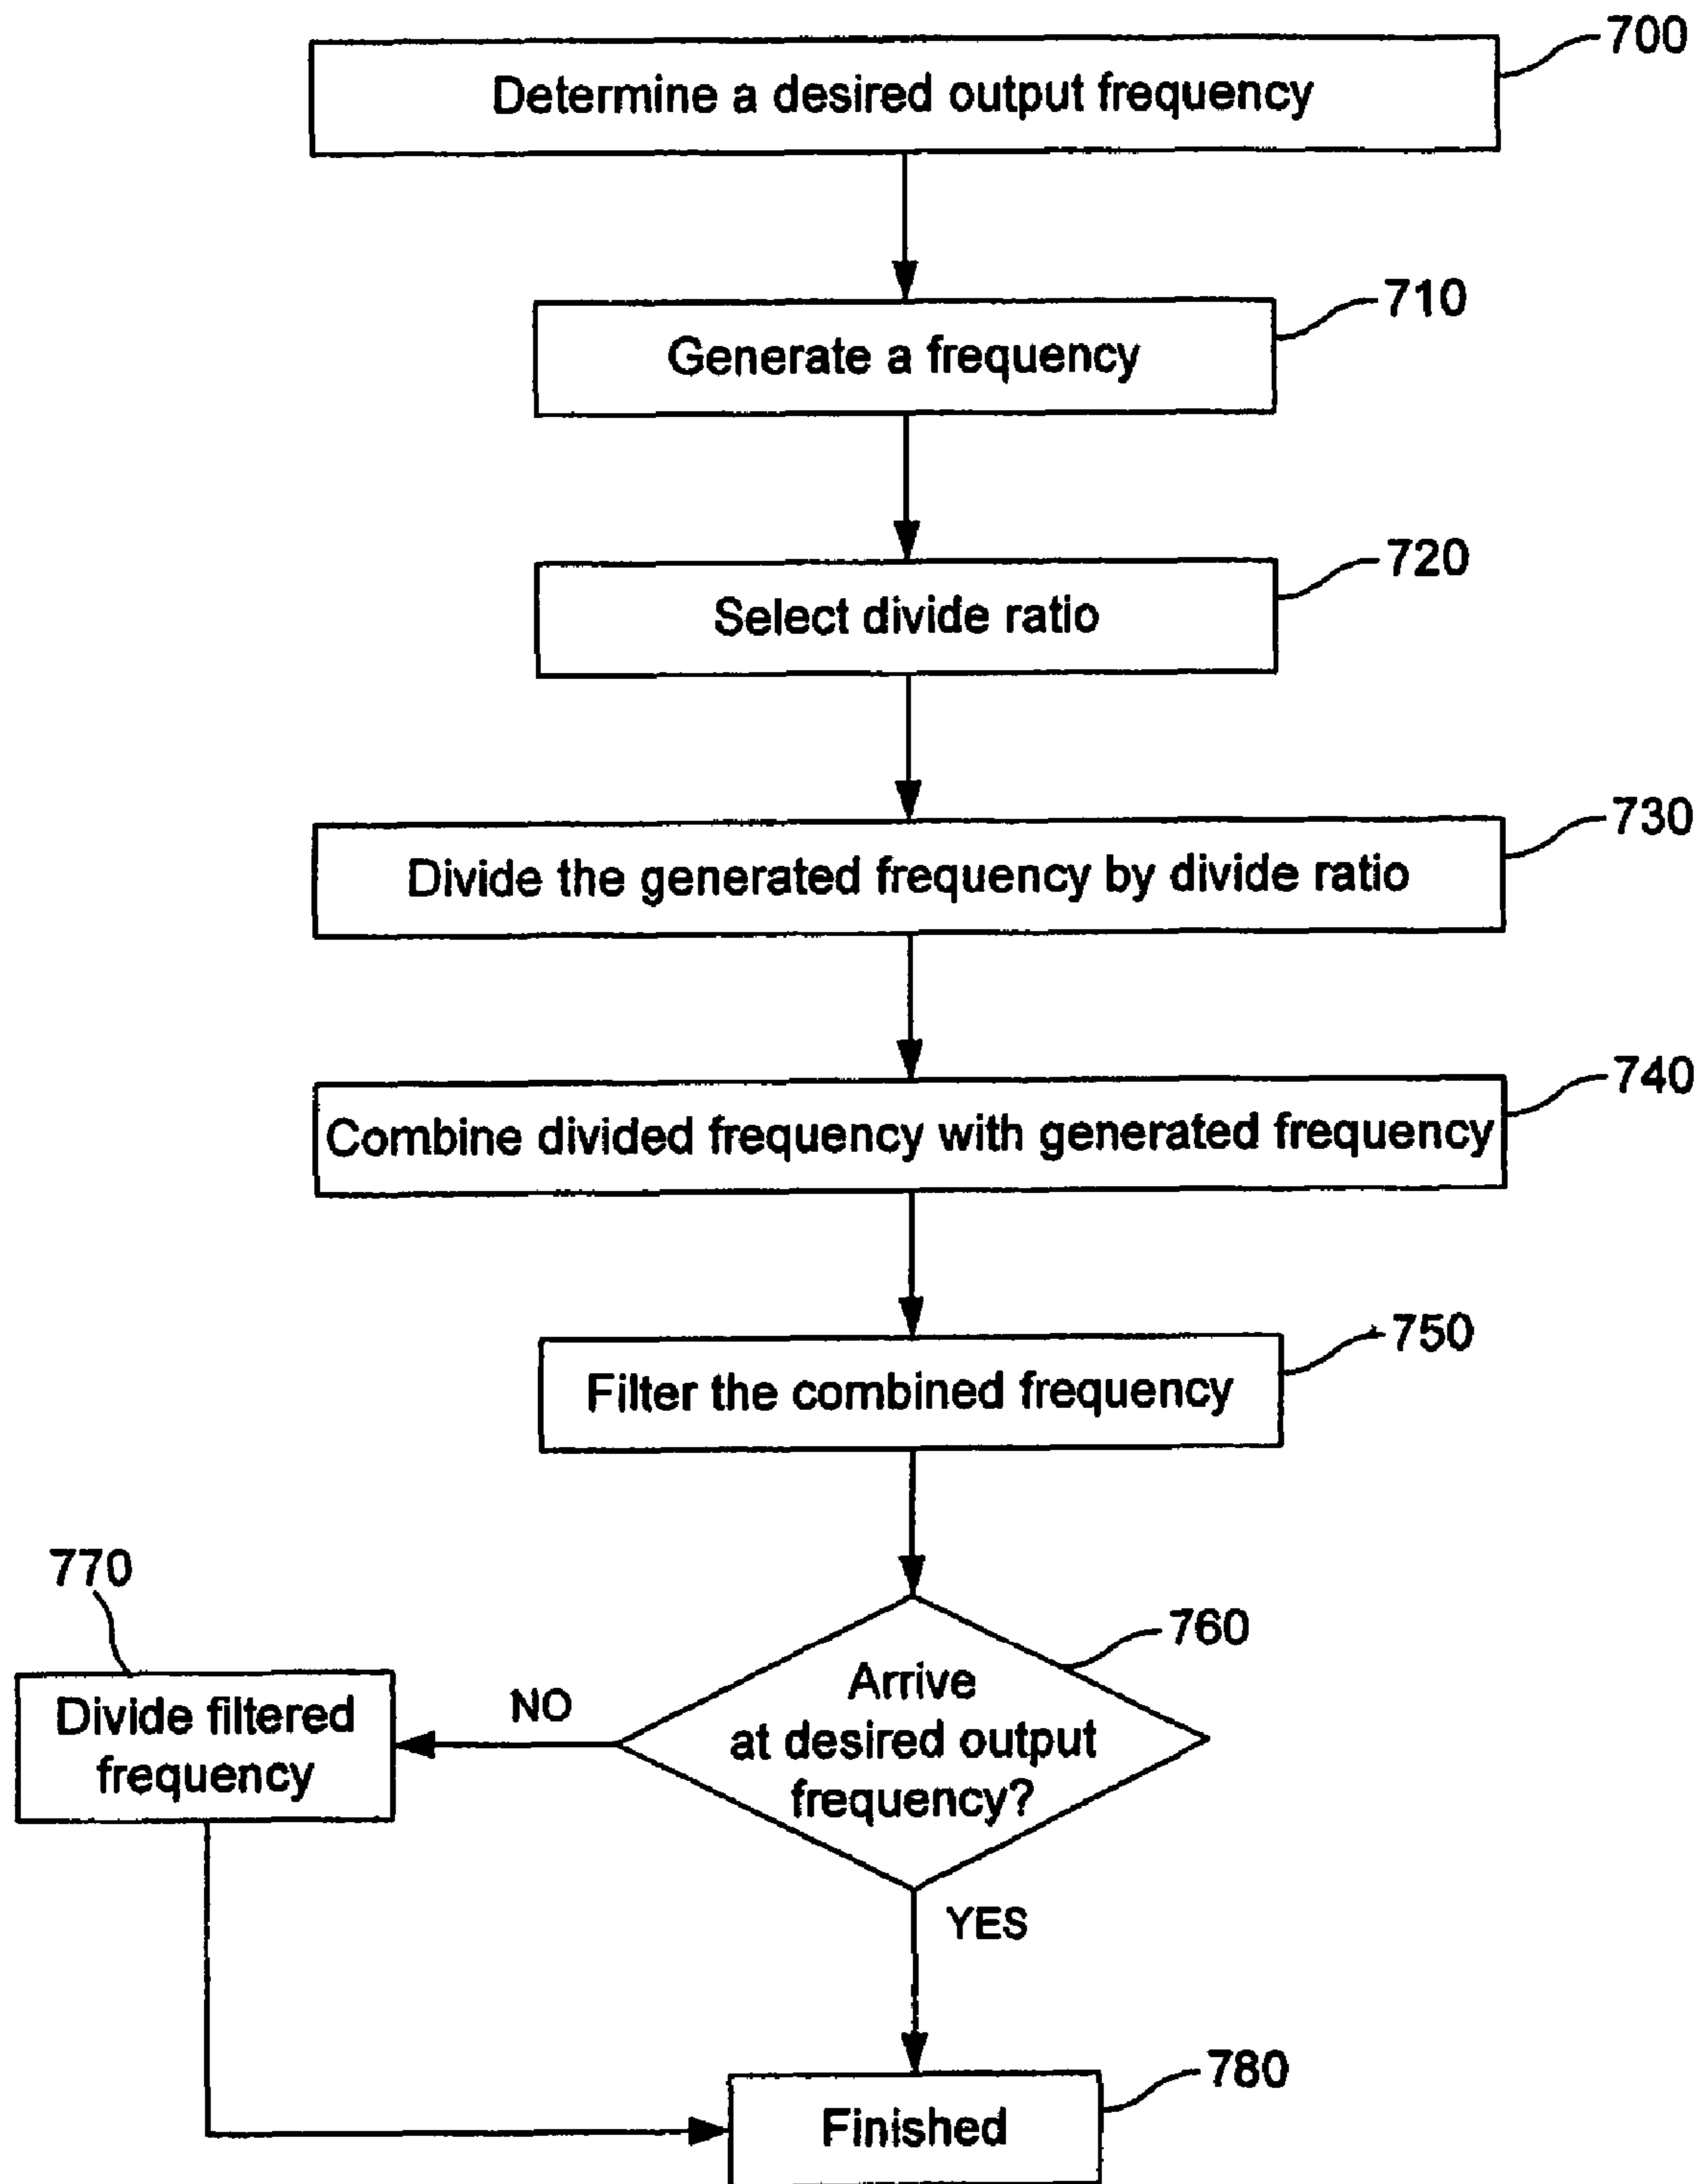 700
Determine a desired output frequency
710
Generate a frequency
720
Select divide ratio
730
Divide the generated frequency by divide ratio
740
Combine divided frequency with generated frequency
750
Filter the combined frequency
760
Arrive
at desired output
frequency?
770
NO
Divide filtered
frequency
YES
780
Finished